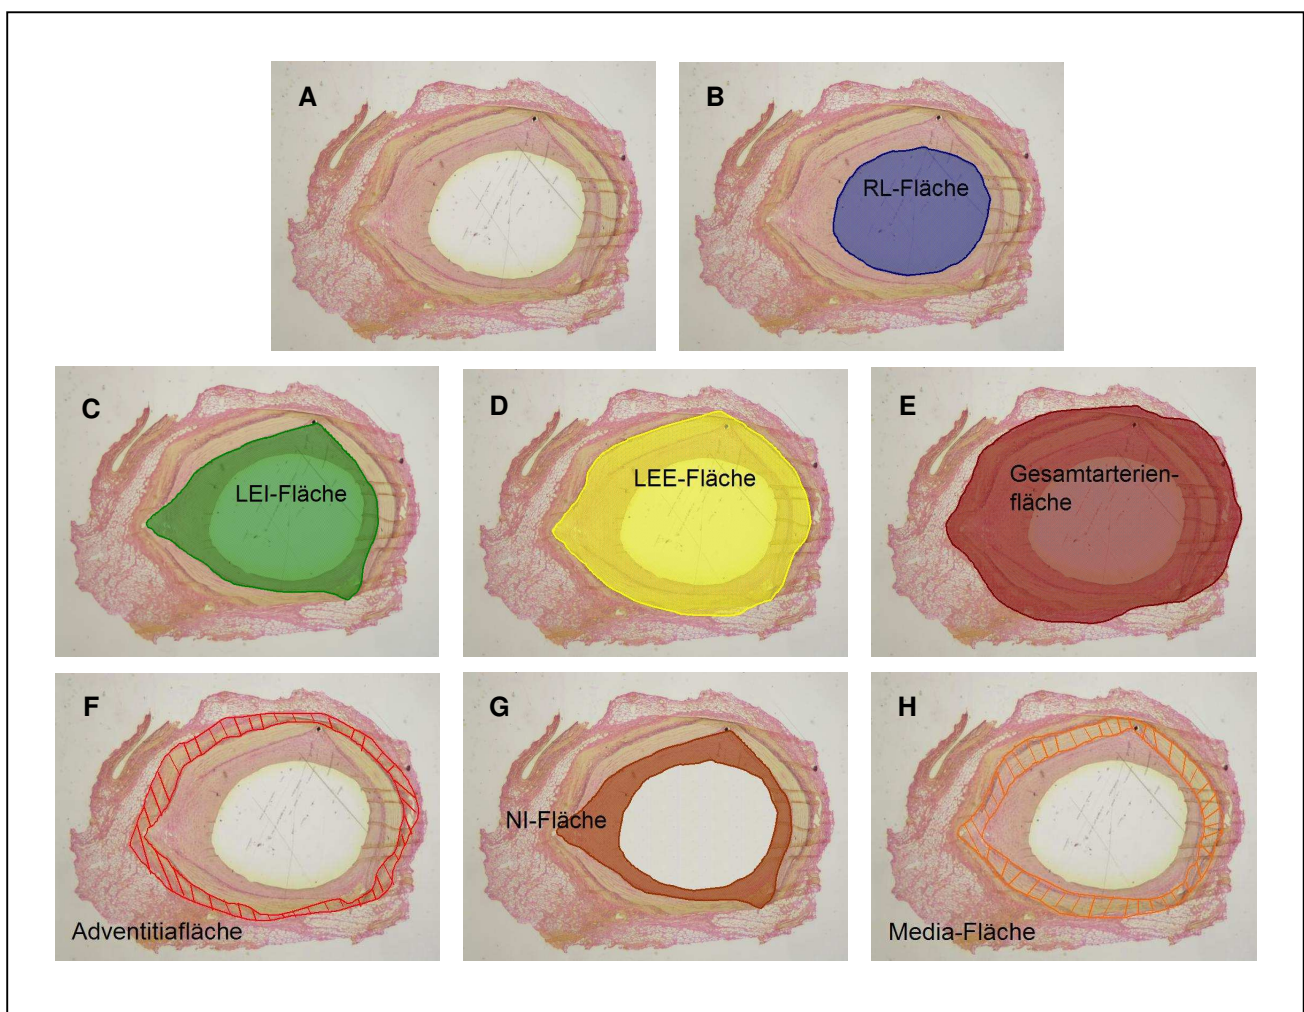 A
B
RL-Fläche
C
LEI-Fläche
D
LEE-Fläche
E
Gesamtarterien-
fläche
F
Adventitiafläche
G
NI-Fläche
H
Media-Fläche